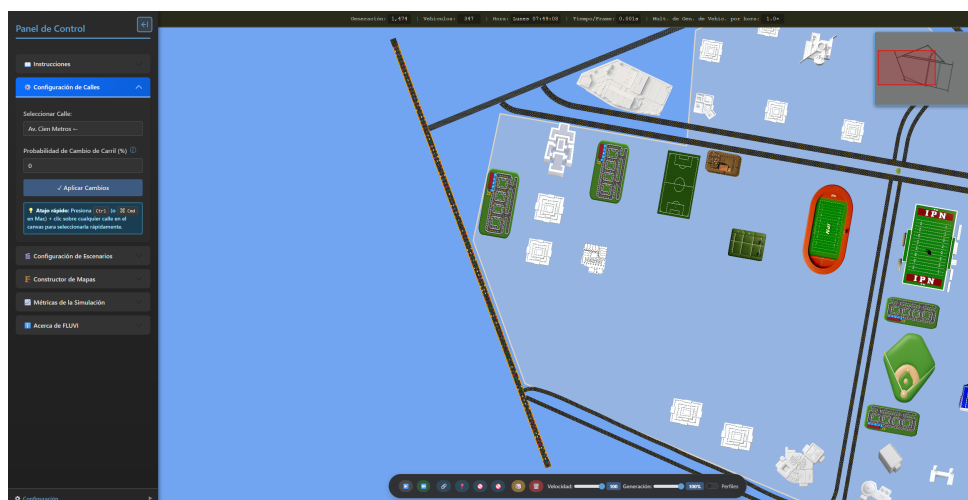 Generación: 1,474 | Vehículos: 347 | Hora: Lunes 07:49:08 | Tiempo/Frame: 0.001s | Mult. de Gen. de Vehic. por hora: 1.0×
Panel de Control
Instrucciones
Configuración de Calles
Seleccionar Calle:
Av. Cien Metros ←
Probabilidad de Cambio de Carril (%)
0
✓ Aplicar Cambios
Atajo rápido: Presiona Ctrl (o ⌘ Cmd
en Mac) + clic sobre cualquier calle en el
canvas para seleccionarla rápidamente.
Configuración de Escenarios
Constructor de Mapas
Métricas de la Simulación
Acerca de FLUVI
IPN
IPN
IPN
Velocidad: 100 Generación: 100% Perfiles
Configuración